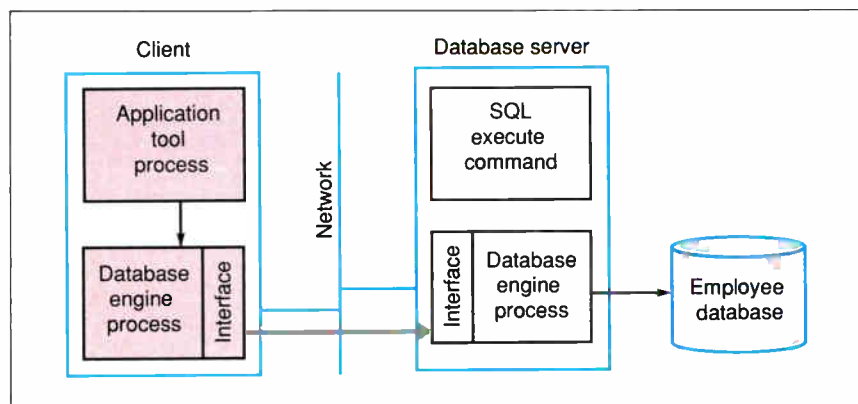 Client
Application
tool
process
Database
engine
process
Interface
Network
Database server
SQL
execute
command
Interface
Database
engine
process
Employee
database